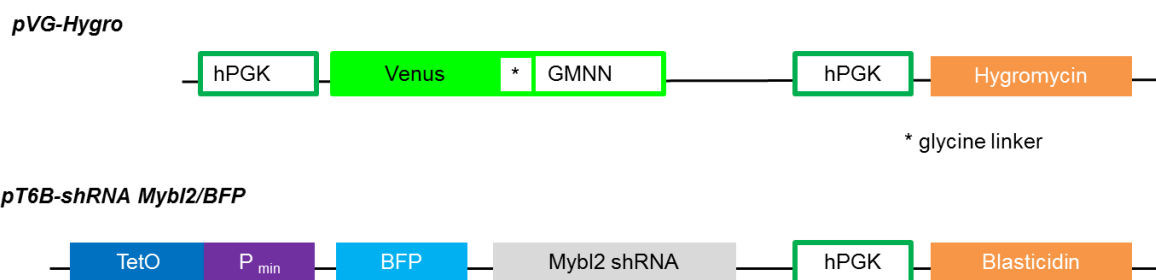 pVG-Hygro
hPGK Venus * GMNN hPGK Hygromycin
* glycine linker
pT6B-shRNA Mybl2/BFP
TetO P min BFP Mybl2 shRNA hPGK Blasticidin